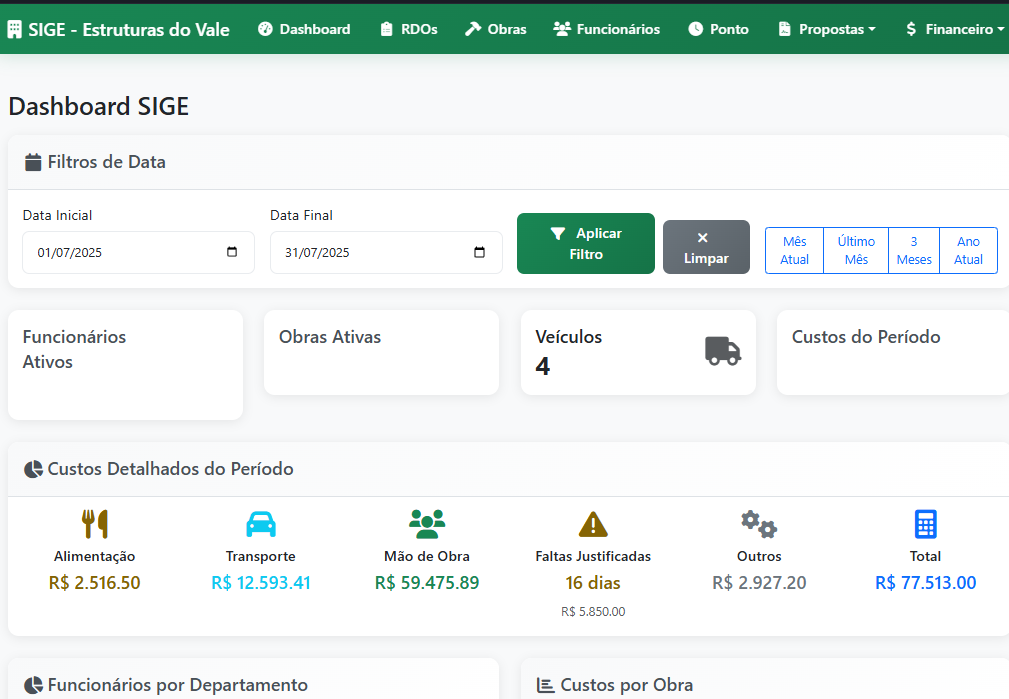 SIGE - Estruturas do Vale Dashboard RDOs Obras Funcionários Ponto Propostas Financeiro
Dashboard SIGE
Filtros de Data
Data Inicial
Data Final
01/07/2025
31/07/2025
Aplicar
Filtro
Limpar
Mês
Atual
Último
Mês
3
Meses
Ano
Atual
Funcionários
Ativos
Obras Ativas
Veículos
4
Custos do Período
Custos Detalhados do Período
Alimentação
R$ 2.516.50
Transporte
R$ 12.593.41
Mão de Obra
R$ 59.475.89
Faltas Justificadas
16 dias
R$ 5.850.00
Outros
R$ 2.927.20
Total
R$ 77.513.00
Funcionários por Departamento
Custos por Obra